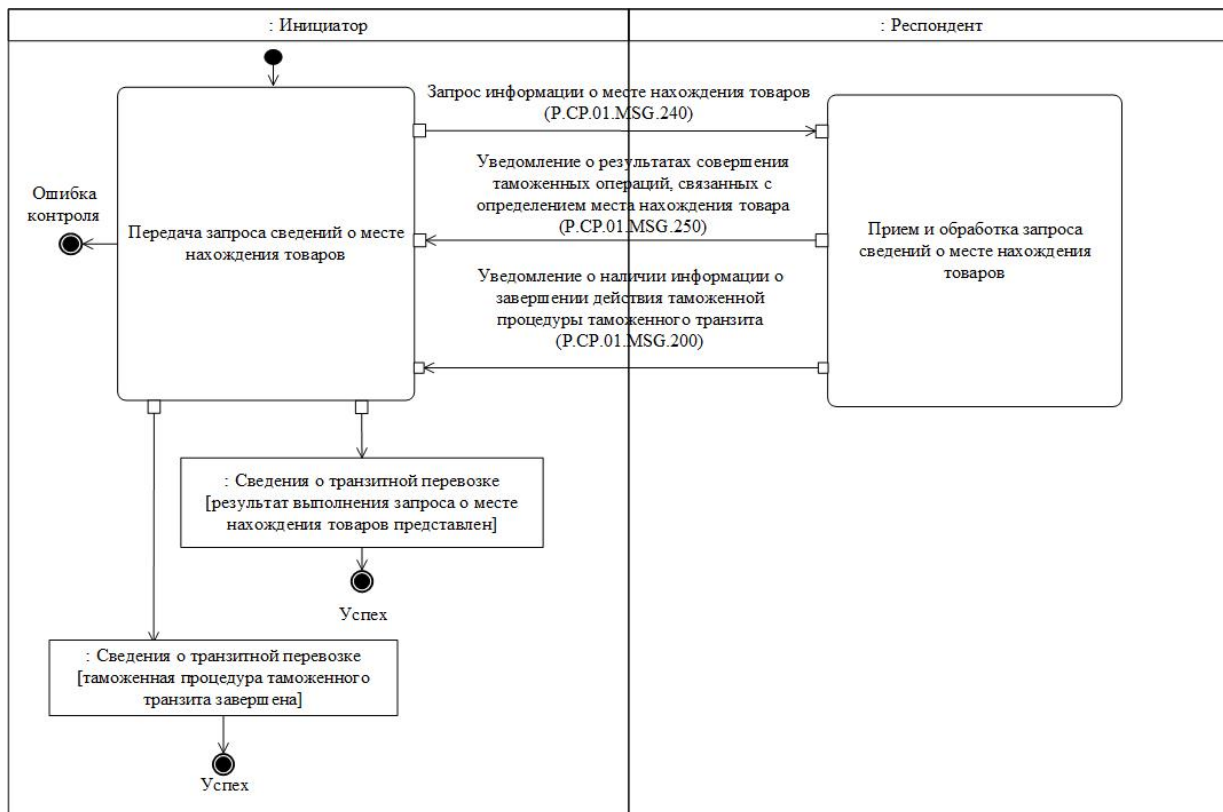 : Инициатор
: Респондент
Запрос информации о месте нахождения товаров
(P.CP.01.MSG.240)
Уведомление о результатах совершения
таможенных операций, связанных с
определением места нахождения товара
(P.CP.01.MSG.250)
Ошибка
контроля
Передача запроса сведений о месте
нахождения товаров
Прием и обработка запроса
сведений о месте нахождения
товаров
Уведомление о наличии информации о
завершении действия таможенной
процедуры таможенного транзита
(P.CP.01.MSG.200)
: Сведения о транзитной перевозке
[результат выполнения запроса о месте
нахождения товаров представлен]
Успех
: Сведения о транзитной перевозке
[таможенная процедура таможенного
транзита завершена]
Успех